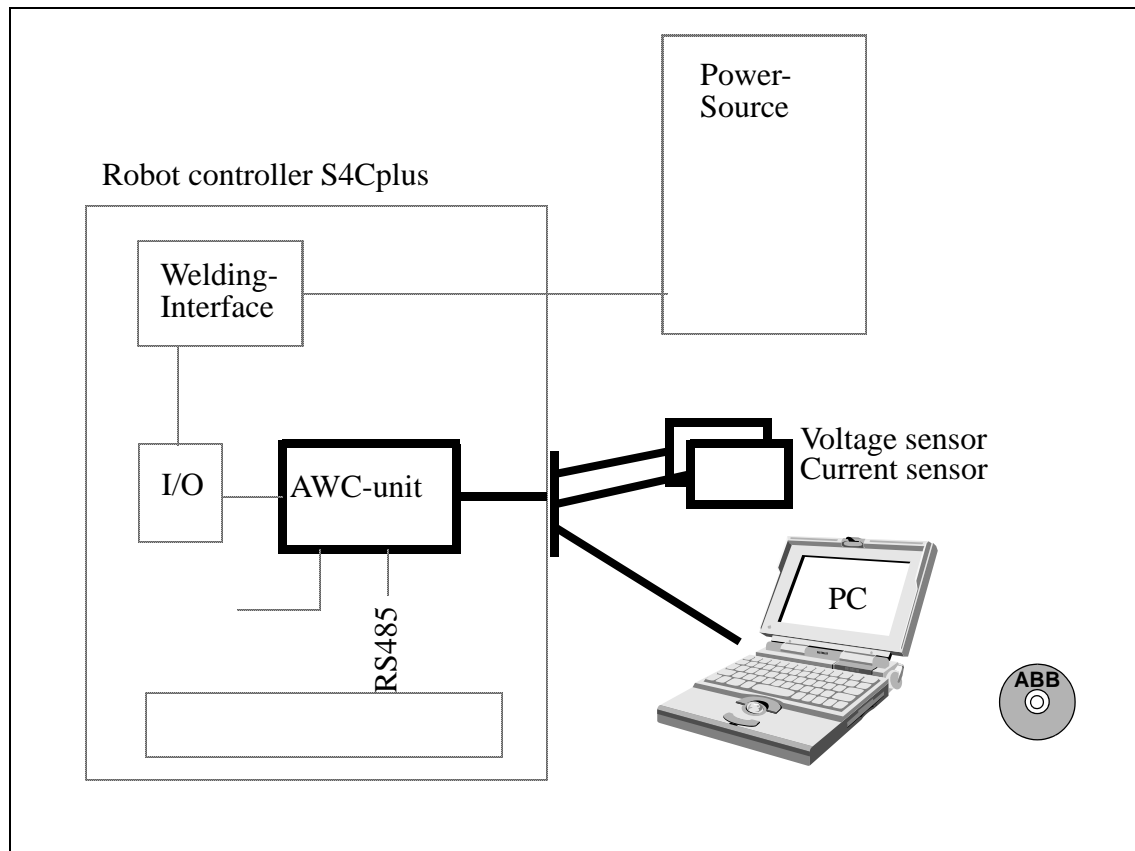 Power-
Source
Robot controller S4Cplus
Welding-
Interface
Voltage sensor
Current sensor
I/O
AWC-unit
PC
RS485
ABB